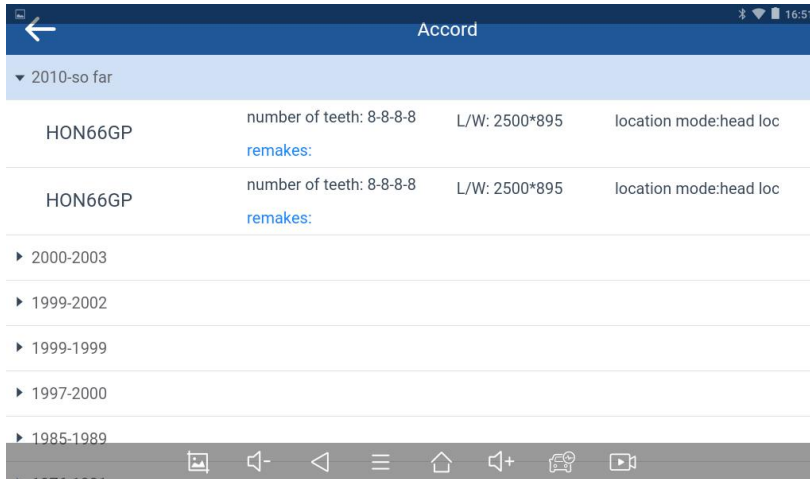 16:51
Accord
2010-so far
HON66GP
number of teeth: 8-8-8-8
L/W: 2500*895
location mode:head loc
remakes:
HON66GP
number of teeth: 8-8-8-8
L/W: 2500*895
location mode:head loc
remakes:
2000-2003
1999-2002
1999-1999
1997-2000
1985-1989